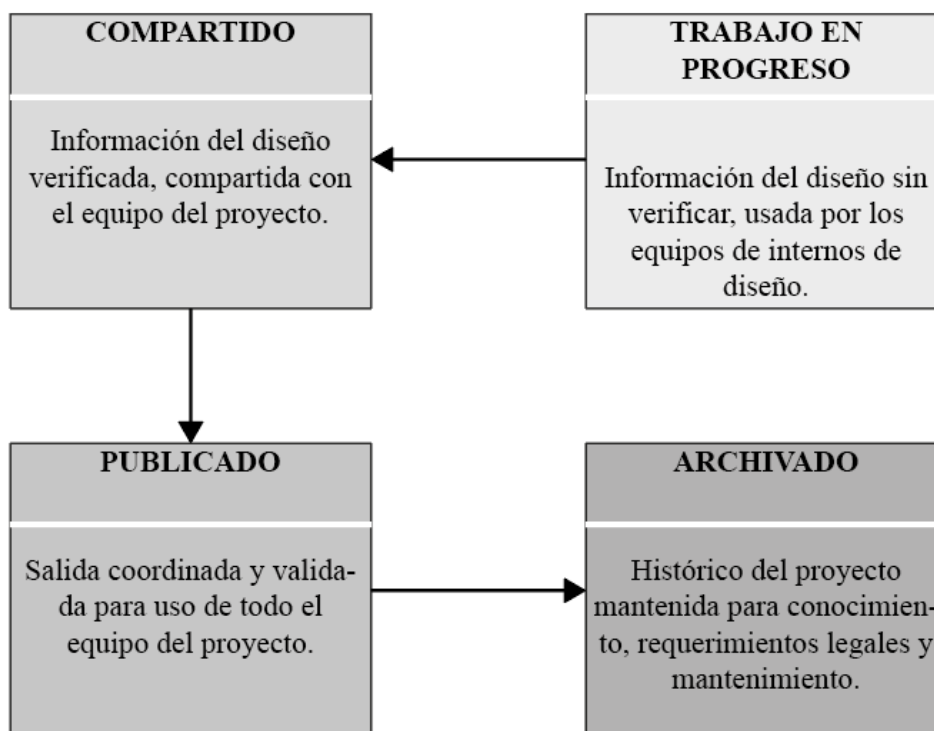 COMPARTIDO
Información del diseño
verificada, compartida con
el equipo del proyecto.
TRABAJO EN
PROGRESO
Información del diseño sin
verificar, usada por los
equipos de internos de
diseño.
PUBLICADO
Salida coordinada y valida-
da para uso de todo el
equipo del proyecto.
ARCHIVADO
Histórico del proyecto
mantenida para conocimien-
to, requerimientos legales y
mantenimiento.